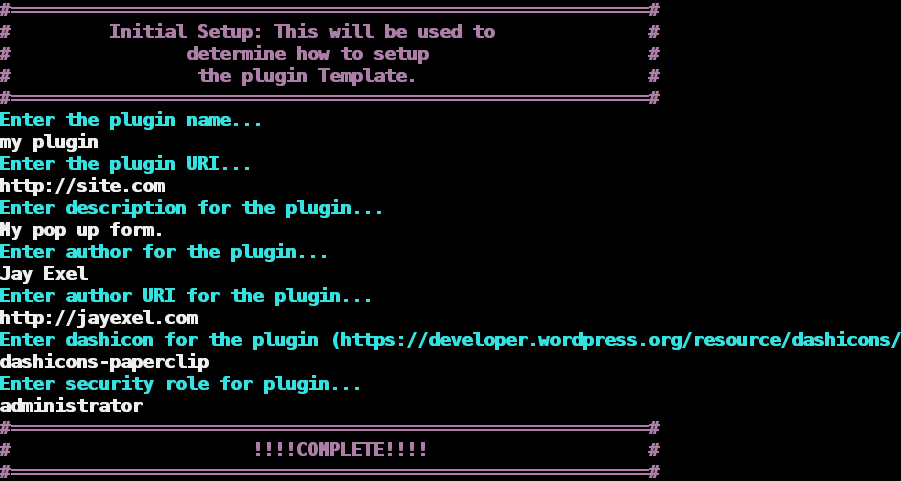 #==========================================================#
# Initial Setup: This will be used to #
# determine how to setup #
# the plugin Template. #
#==========================================================#
Enter the plugin name...
my plugin
Enter the plugin URI...
http://site.com
Enter description for the plugin...
My pop up form.
Enter author for the plugin...
Jay Exel
Enter author URI for the plugin...
http://jayexel.com
Enter dashicon for the plugin (https://developer.wordpress.org/resource/dashicons/
dashicons-paperclip
Enter security role for plugin...
administrator
#==========================================================#
# !!!!COMPLETE!!!! #
#==========================================================#